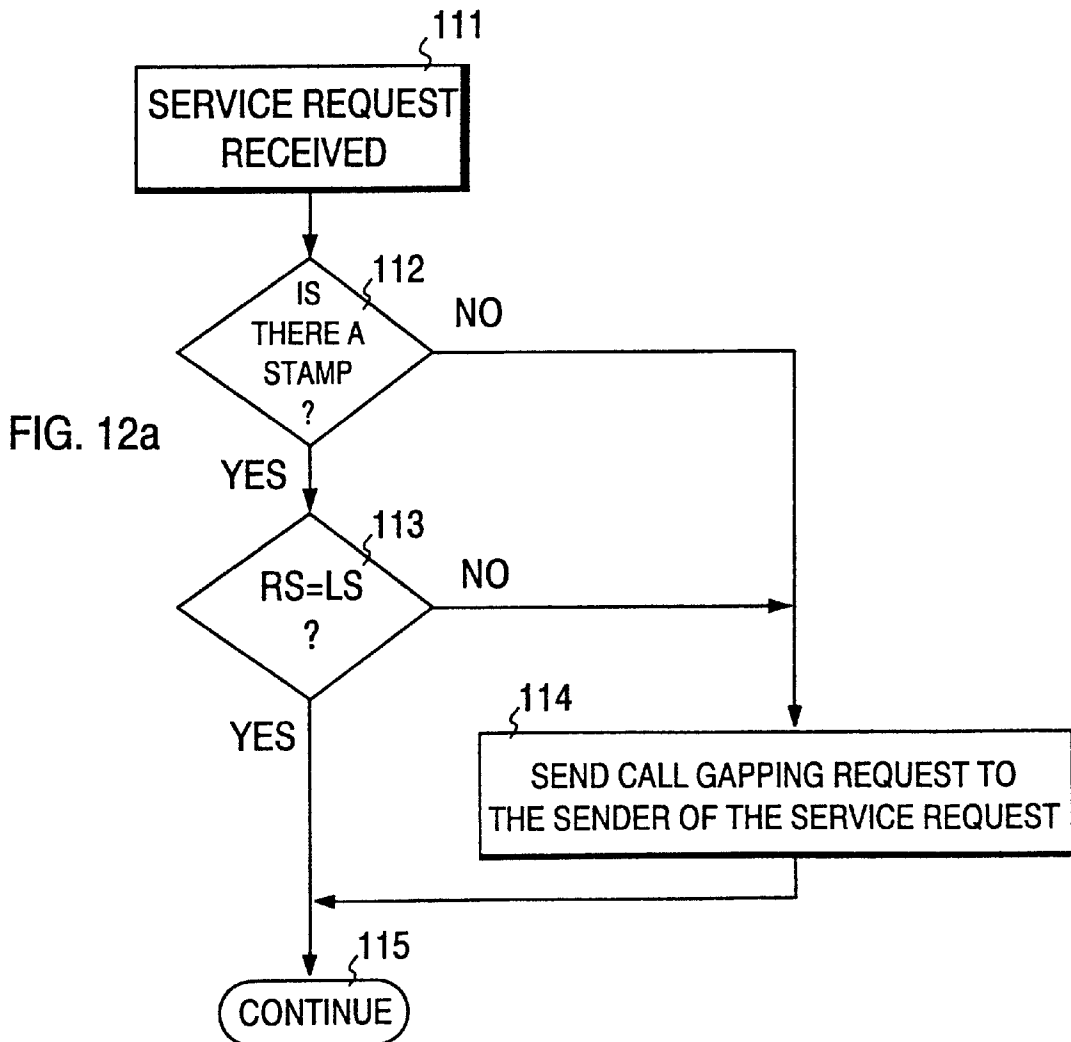 111
SERVICE REQUEST
RECEIVED
112
IS
THERE A
STAMP
?
NO
FIG. 12a
YES
113
RS=LS
?
NO
YES
114
SEND CALL GAPPING REQUEST TO
THE SENDER OF THE SERVICE REQUEST
115
CONTINUE